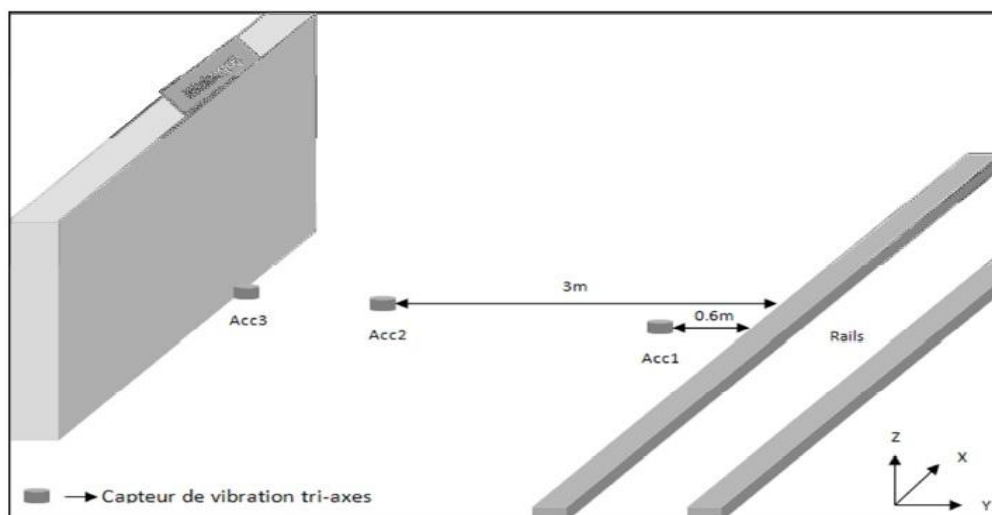 3m
0.6m
Acc3
Acc2
Acc1
Rails
Z
X
Y
Capteur de vibration tri-axes